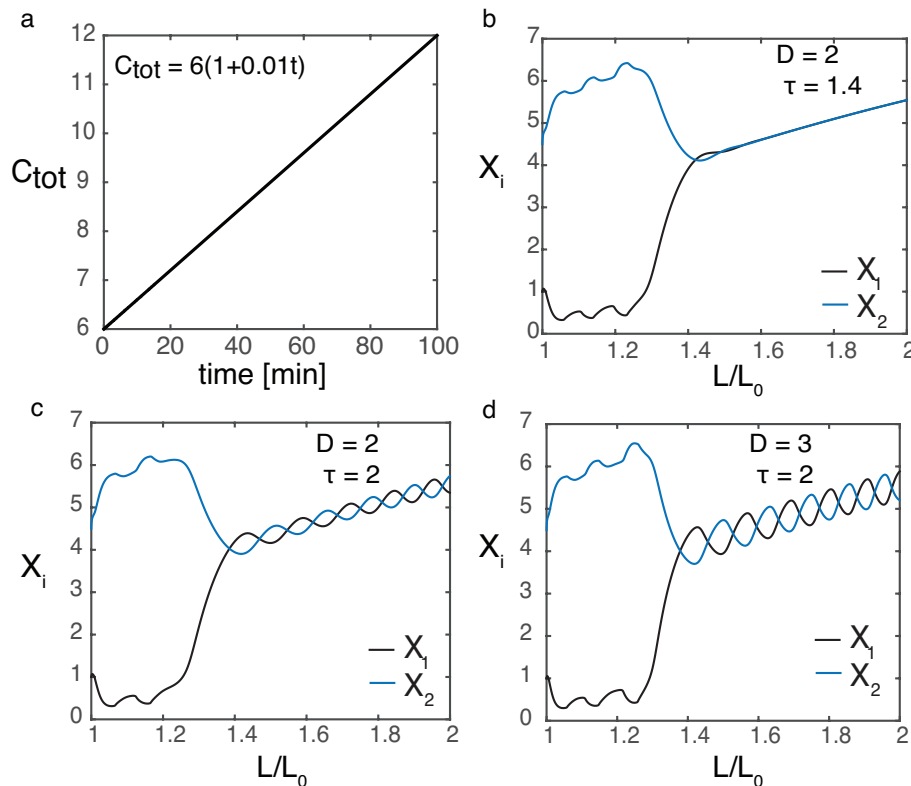 a
C_tot = 6(1+0.01t)
C_tot
12
11
10
9
8
7
6
0 20 40 60 80 100
time [min]
b
D = 2
τ = 1.4
X_i
7
6
5
4
3
2
1
0
X_1
X_2
1 1.2 1.4 1.6 1.8 2
L/L_0
c
D = 2
τ = 2
X_i
7
6
5
4
3
2
1
0
X_1
X_2
1 1.2 1.4 1.6 1.8 2
L/L_0
d
D = 3
τ = 2
X_i
7
6
5
4
3
2
1
0
X_1
X_2
1 1.2 1.4 1.6 1.8 2
L/L_0